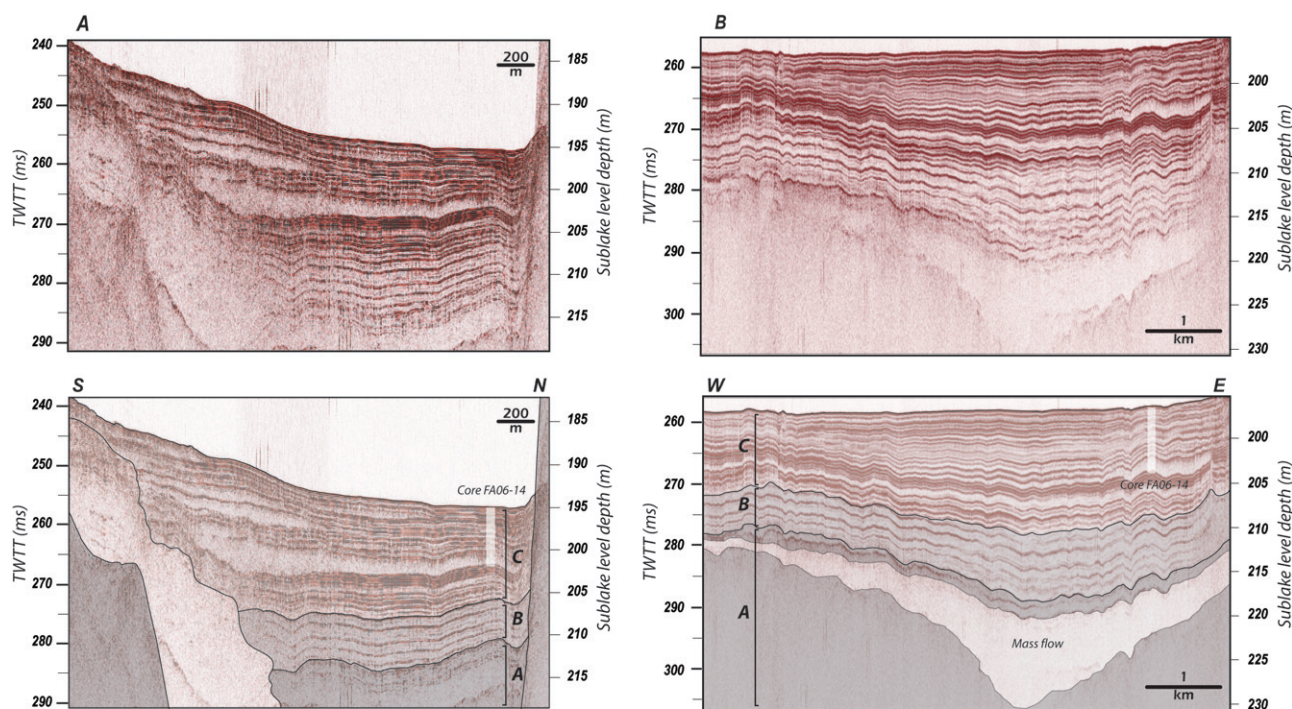 A
B
240
250
260
270
280
290
TWTT (ms)
200
m
185
190
195
200
205
210
215
Sublake level depth (m)
260
270
280
290
300
TWTT (ms)
1
km
200
205
210
215
220
225
230
Sublake level depth (m)
S
N
240
250
260
270
280
290
TWTT (ms)
200
m
Core FA06-14
C
B
A
185
190
195
200
205
210
215
Sublake level depth (m)
W
E
260
270
280
290
300
TWTT (ms)
C
B
A
Core FA06-14
Mass flow
1
km
200
205
210
215
220
225
230
Sublake level depth (m)